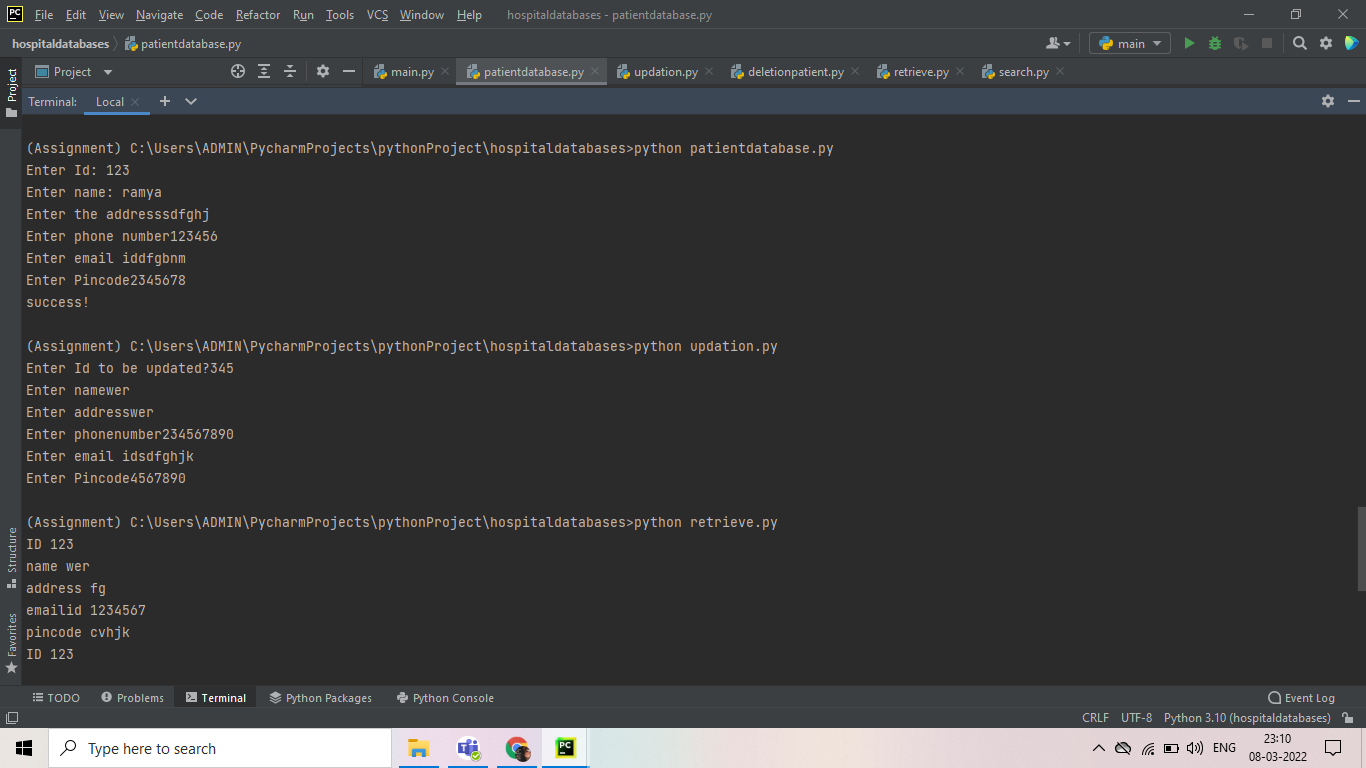 PC File Edit View Navigate Code Refactor Run Tools VCS Window Help hospitaldatabases - patientdatabase.py
hospitaldatabases patientdatabase.py main
Project Project main.py patientdatabase.py updation.py deletionpatient.py retrieve.py search.py
Terminal: Local
(Assignment) C:\Users\ADMIN\PycharmProjects\pythonProject\hospitaldatabases>python patientdatabase.py
Enter Id: 123
Enter name: ramya
Enter the addresssdfghj
Enter phone number123456
Enter email iddfgbnm
Enter Pincode2345678
success!
(Assignment) C:\Users\ADMIN\PycharmProjects\pythonProject\hospitaldatabases>python updation.py
Enter Id to be updated?345
Enter namewer
Enter addresswer
Enter phonenumber234567890
Enter email idsdfghjk
Enter Pincode4567890
(Assignment) C:\Users\ADMIN\PycharmProjects\pythonProject\hospitaldatabases>python retrieve.py
ID 123
name wer
address fg
emailid 1234567
pincode cvhjk
ID 123
Structure
Favorites
TODO Problems Terminal Python Packages Python Console Event Log
CRLF UTF-8 Python 3.10 (hospitaldatabases)
Type here to search PC ENG 23:10
08-03-2022